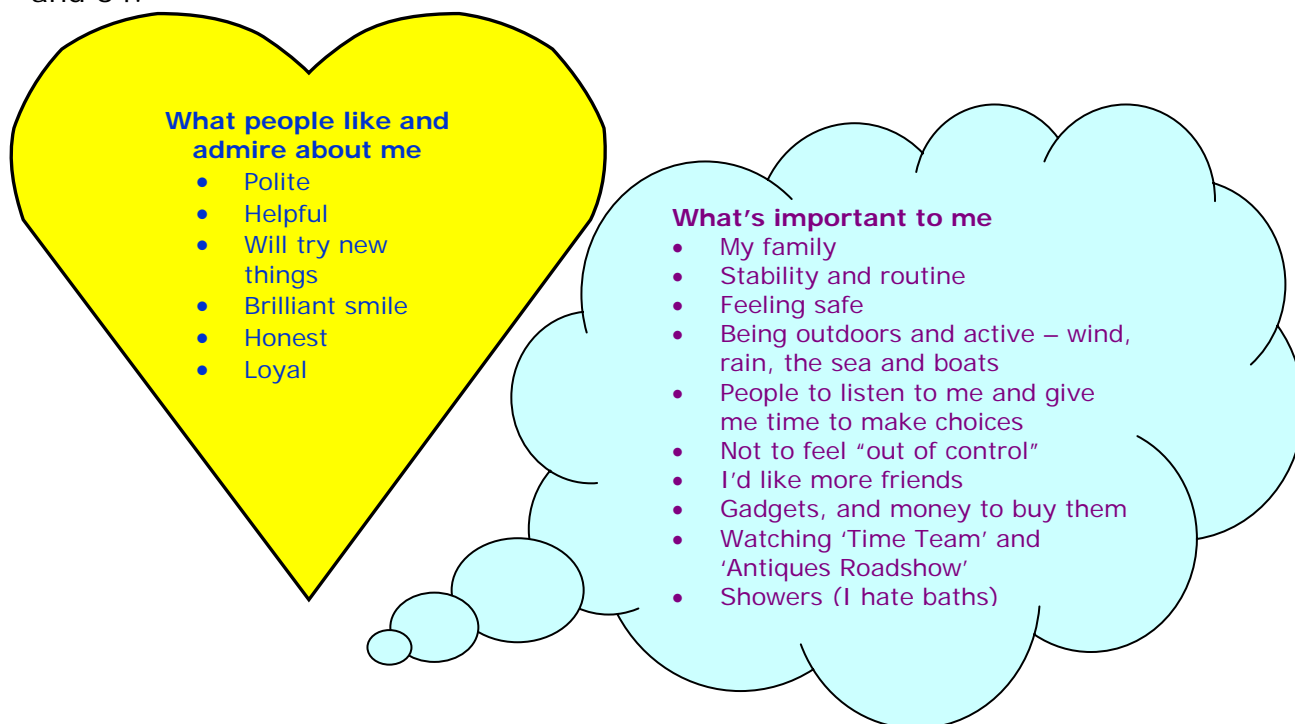 What people like and
admire about me
• Polite
• Helpful
• Will try new
things
• Brilliant smile
• Honest
• Loyal
What's important to me
• My family
• Stability and routine
• Feeling safe
• Being outdoors and active – wind,
rain, the sea and boats
• People to listen to me and give
me time to make choices
• Not to feel “out of control”
• I'd like more friends
• Gadgets, and money to buy them
• Watching ‘Time Team’ and
‘Antiques Roadshow’
• Showers (I hate baths)